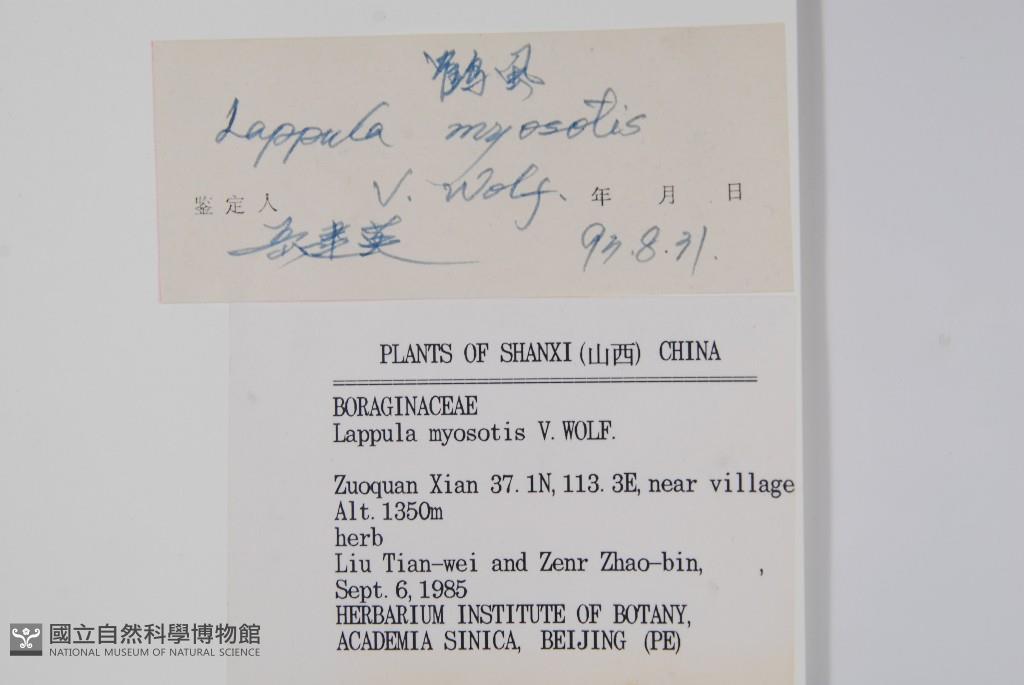 鹤虱
Lappula myosotis
V. Wolf.
鉴定人 年 月 日
93.8.31.
PLANTS OF SHANXI (山西) CHINA
BORAGINACEAE
Lappula myosotis V. WOLF.
Zuoquan Xian 37.1N, 113.3E, near village
Alt. 1350m
herb
Liu Tian-wei and Zenr Zhao-bin, ,
Sept. 6, 1985
HERBARIUM INSTITUTE OF BOTANY,
ACADEMIA SINICA, BEIJING (PE)
國立自然科學博物館
NATIONAL MUSEUM OF NATURAL SCIENCE